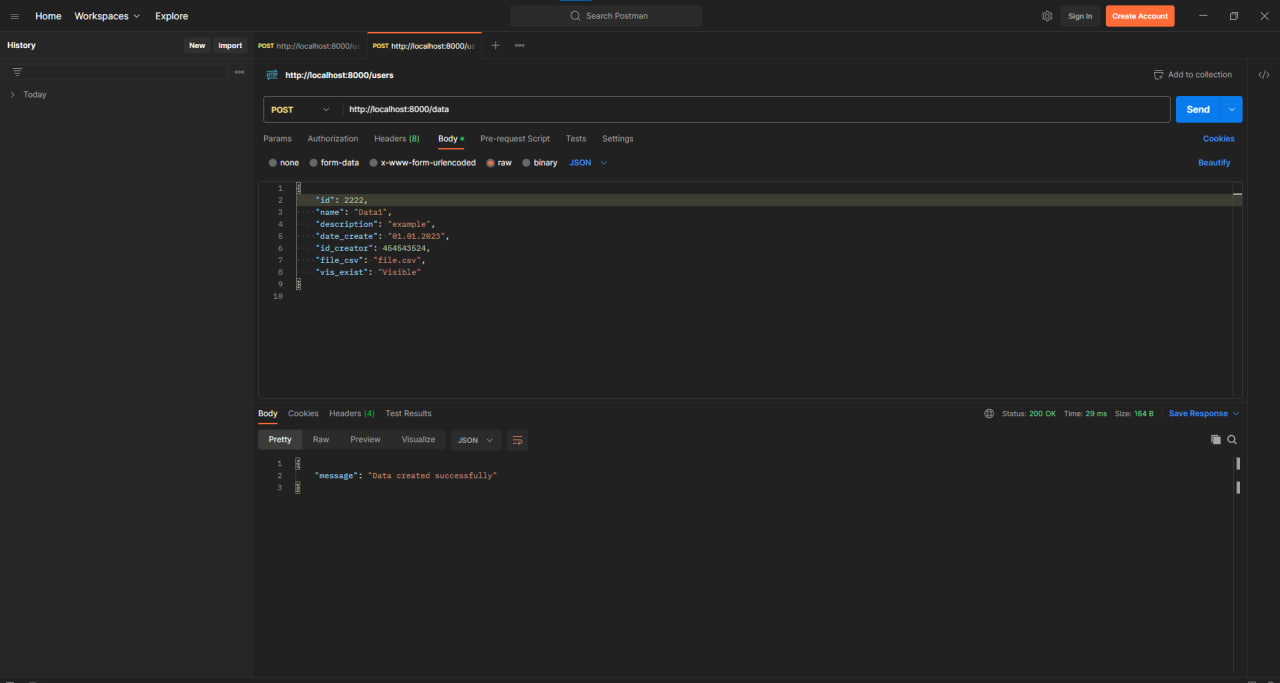 Home Workspaces Explore Search Postman Sign In Create Account
History New Import POST http://localhost:8000/us POST http://localhost:8000/us
HTTP http://localhost:8000/users Add to collection
Today
POST http://localhost:8000/data Send
Params Authorization Headers (8) Body Pre-request Script Tests Settings Cookies
none form-data x-www-form-urlencoded raw binary JSON Beautify
1 {
2 "id": 2222,
3 "name": "Data1",
4 "description": "example",
5 "date_create": "01.01.2023",
6 "id_creator": 454543524,
7 "file_csv": "file.csv",
8 "vis_exist": "Visible"
9 }
10
Body Cookies Headers (4) Test Results Status: 200 OK Time: 29 ms Size: 164 B Save Response
Pretty Raw Preview Visualize JSON
1 {
2 "message": "Data created successfully"
3 }